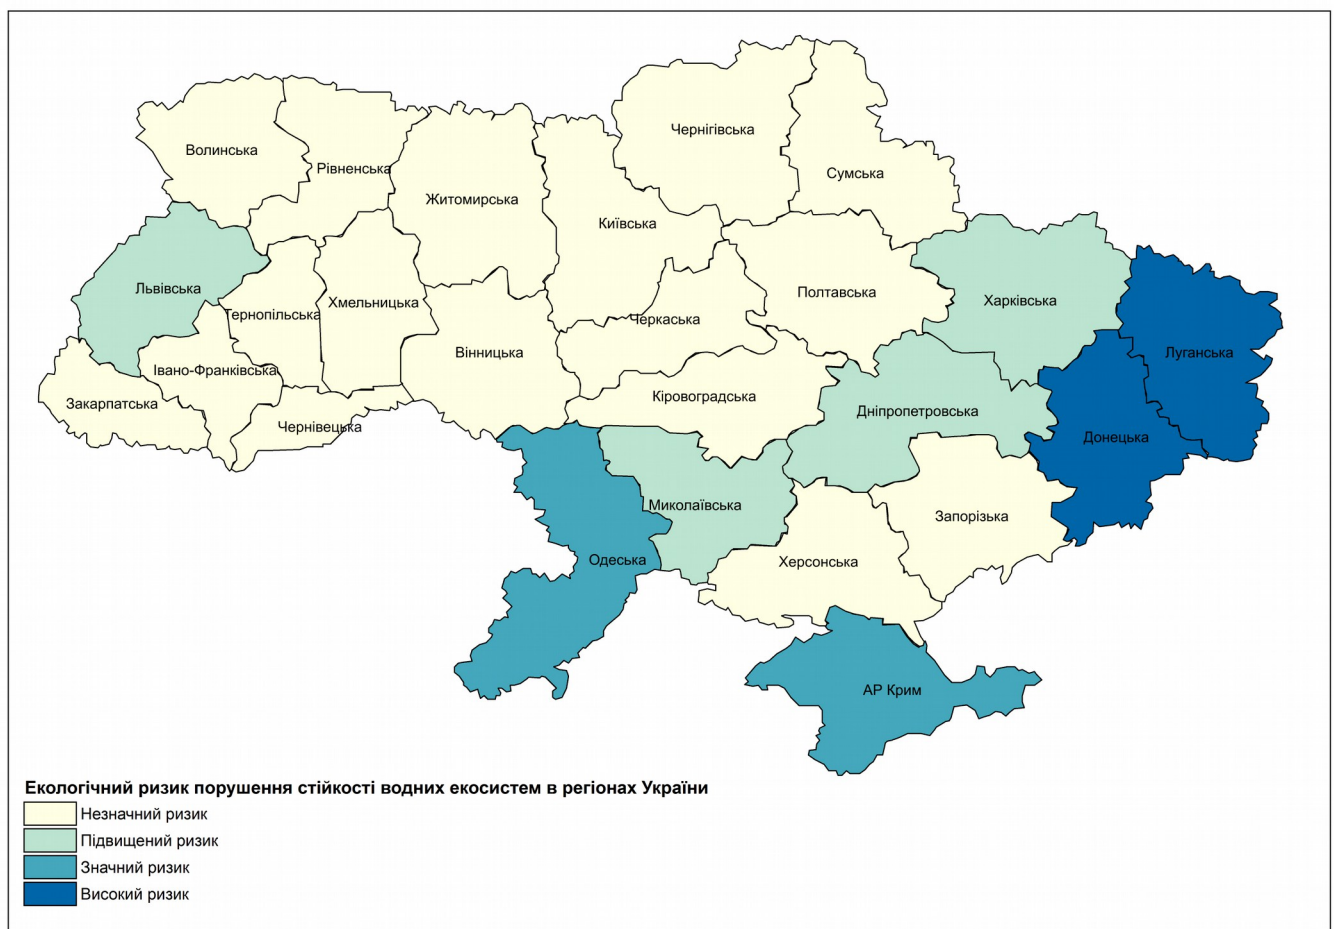 Чернігівська
Волинська
Рівненська
Сумська
Житомирська
Київська
Львівська
Хмельницька
Тернопільська
Полтавська
Харківська
Черкаська
Вінницька
Луганська
Івано-Франківська
Закарпатська
Кіровоградська
Дніпропетровська
Чернівецька
Донецька
Миколаївська
Запорізька
Одеська
Херсонська
АР Крим
Екологічний ризик порушення стійкості водних екосистем в регіонах України
Незначний ризик
Підвищений ризик
Значний ризик
Високий ризик